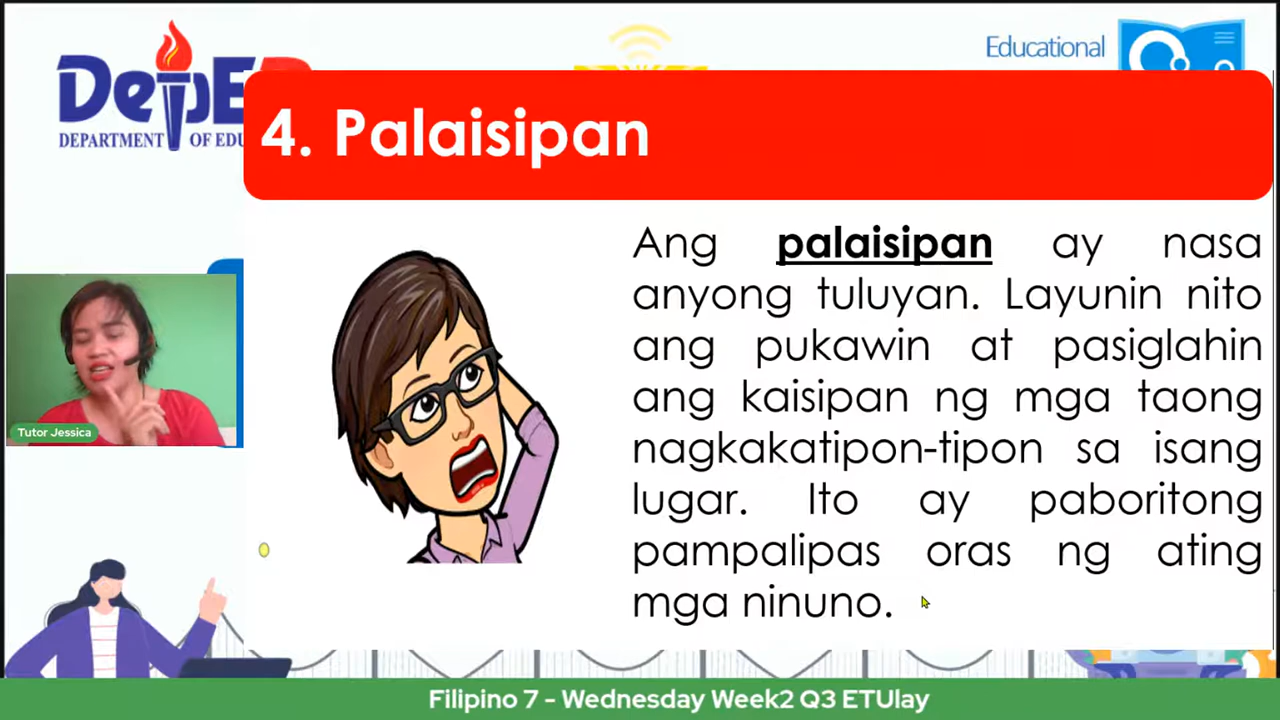 DepE
DEPARTMENT OF EDU
Educational
4. Palaisipan
Ang palaisipan ay nasa
anyong tuluyan. Layunin nito
ang pukawin at pasiglahin
ang kaisipan ng mga taong
nagkakatipon-tipon sa isang
lugar. Ito ay paboritong
pampalipas oras ng ating
mga ninuno.
Tutor Jessica
Filipino 7 - Wednesday Week2 Q3 ETUlay